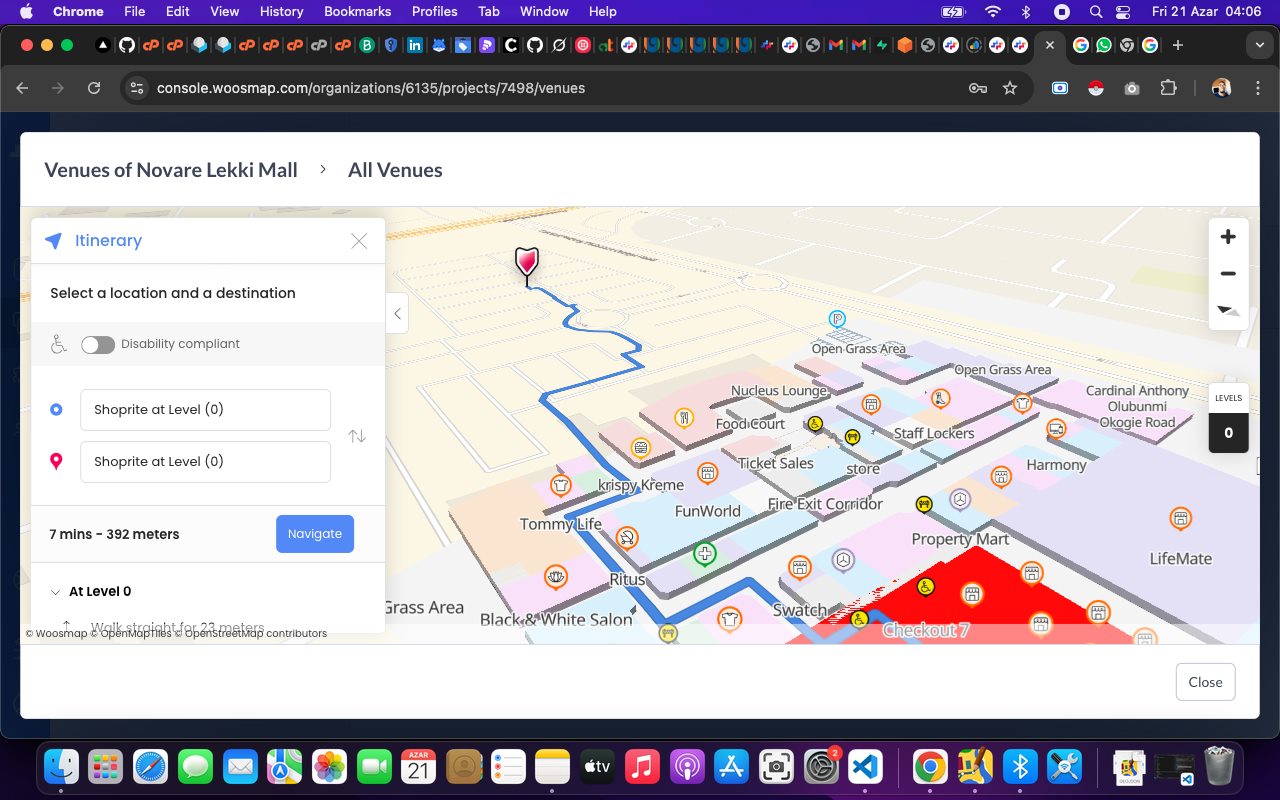 Chrome File Edit View History Bookmarks Profiles Tab Window Help Fri 21 Azar 04:06
console.woosmap.com/organizations/6135/projects/7498/venues
Venues of Novare Lekki Mall > All Venues
Itinerary
Select a location and a destination
Disability compliant
Shoprite at Level (0)
Shoprite at Level (0)
7 mins - 392 meters
Navigate
At Level 0
Walk straight for 23 meters
© Woosmap © OpenMapTiles © OpenStreetMap contributors
Open Grass Area
Open Grass Area
Nucleus Lounge
Cardinal Anthony
Olubunmi
Okogie Road
LEVELS
0
Food Court
Staff Lockers
Ticket Sales
store
Harmony
krispy Kreme
FunWorld
Fire Exit Corridor
Tommy Life
Property Mart
LifeMate
Ritus
Grass Area
Black & White Salon
Swatch
Checkout 7
Close
AZAR
21
tv
2